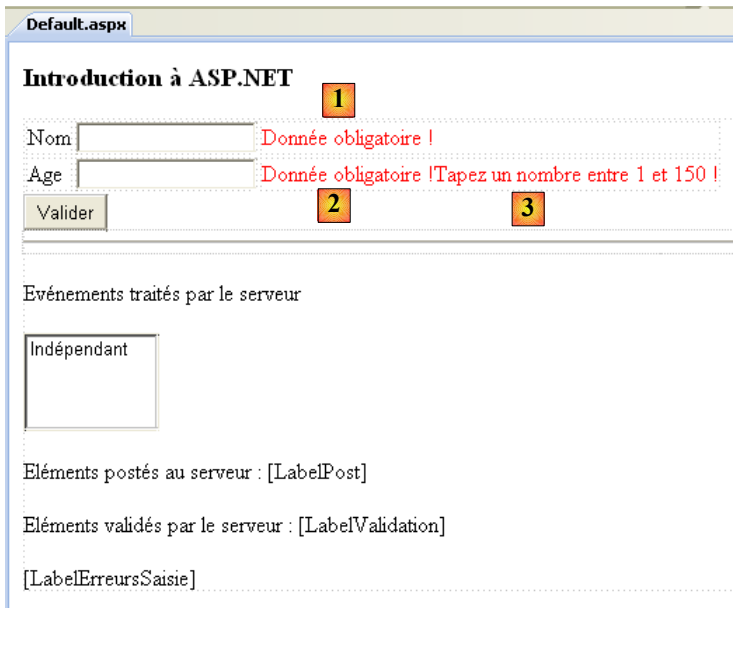 Default.aspx
Introduction à ASP.NET
1
Nom Donnée obligatoire !
Age Donnée obligatoire !Tapez un nombre entre 1 et 150 !
2 3
Valider
Evénements traités par le serveur
Indépendant
Eléments postés au serveur : [LabelPost]
Eléments validés par le serveur : [LabelValidation]
[LabelErreursSaisie]